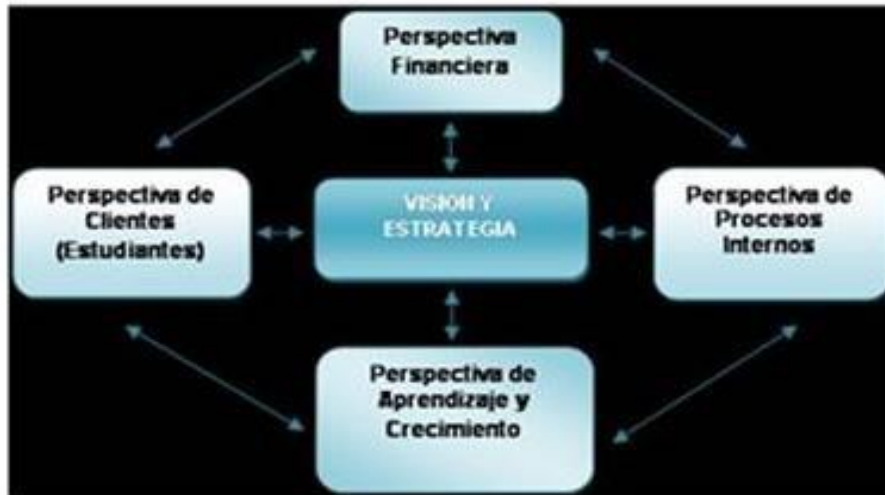 Perspectiva
Financiera
Perspectiva de
Clientes
(Estudiantes)
VISION Y
ESTRATEGIA
Perspectiva de
Procesos
Internos
Perspectiva de
Aprendizaje y
Crecimiento